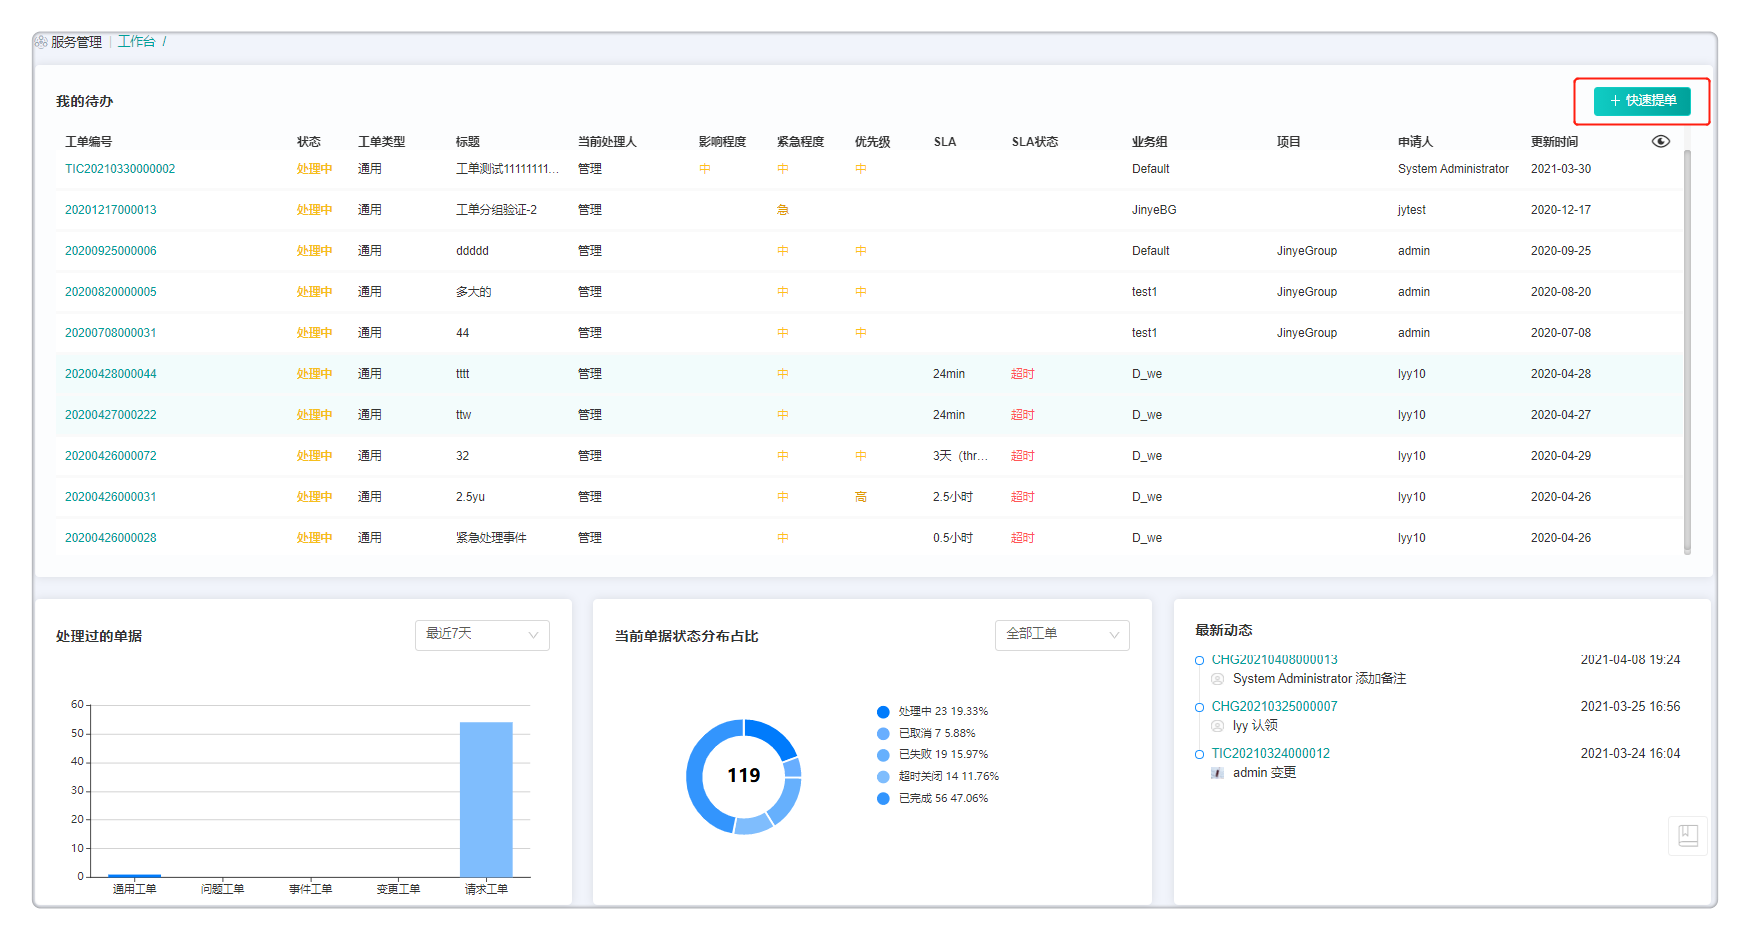 服务管理 | 工作台 /
我的待办
+ 快速提单
工单编号 状态 工单类型 标题 当前处理人 影响程度 紧急程度 优先级 SLA SLA状态 业务组 项目 申请人 更新时间
TIC20210330000002 处理中 通用 工单测试11111111... 管理 中 中 中 Default System Administrator 2021-03-30
20201217000013 处理中 通用 工单分组验证-2 管理 急 JinyeBG jytest 2020-12-17
20200925000006 处理中 通用 ddddd 管理 中 中 Default JinyeGroup admin 2020-09-25
20200820000005 处理中 通用 多大的 管理 中 中 test1 JinyeGroup admin 2020-08-20
20200708000031 处理中 通用 44 管理 中 中 test1 JinyeGroup admin 2020-07-08
20200428000044 处理中 通用 tttt 管理 中 24min 超时 D_we lyy10 2020-04-28
20200427000222 处理中 通用 ttw 管理 中 24min 超时 D_we lyy10 2020-04-27
20200426000072 处理中 通用 32 管理 中 中 3天（thr... 超时 D_we lyy10 2020-04-29
20200426000031 处理中 通用 2.5yu 管理 中 高 2.5小时 超时 D_we lyy10 2020-04-26
20200426000028 处理中 通用 紧急处理事件 管理 中 0.5小时 超时 D_we lyy10 2020-04-26
处理过的单据
最近7天
60
50
40
30
20
10
0
通用工单 问题工单 事件工单 变更工单 请求工单
当前单据状态分布占比
全部工单
119
处理中 23 19.33%
已取消 7 5.88%
已失败 19 15.97%
超时关闭 14 11.76%
已完成 56 47.06%
最新动态
CHG20210408000013 2021-04-08 19:24
System Administrator 添加备注
CHG20210325000007 2021-03-25 16:56
lyy 认领
TIC20210324000012 2021-03-24 16:04
admin 变更